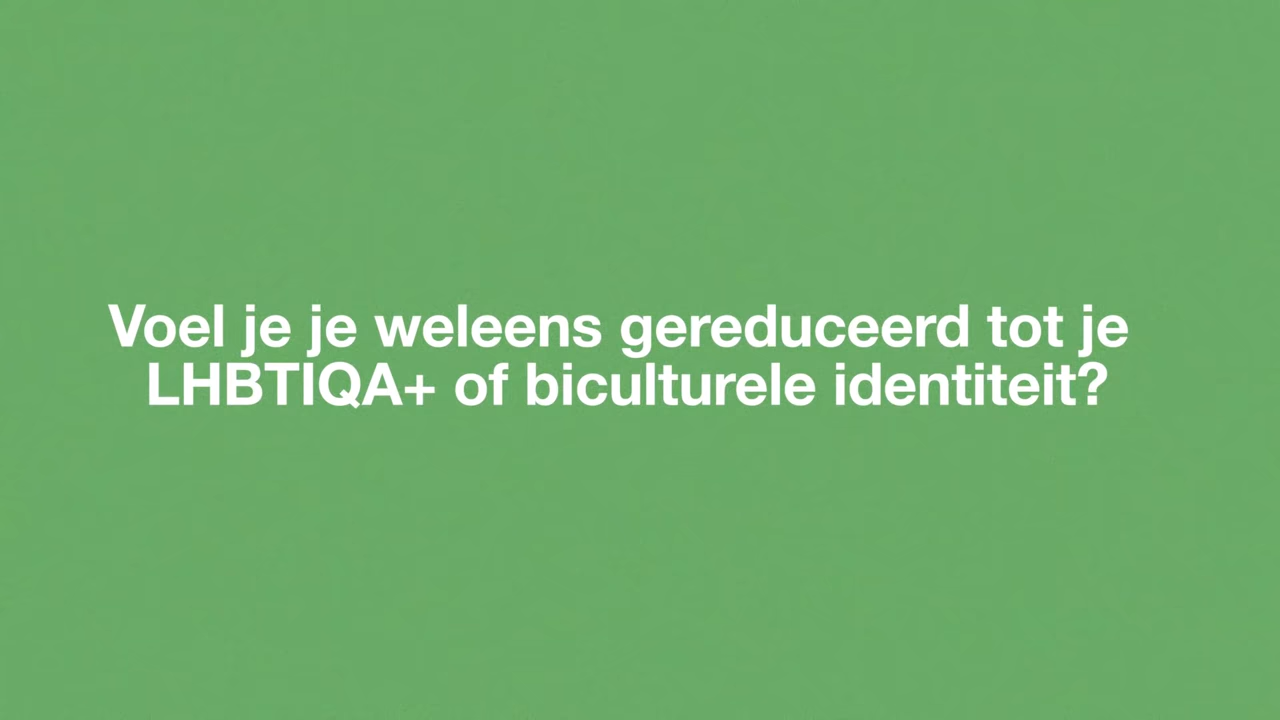 Voel je je weleens gereduceerd tot je
LHBTIQA+ of biculturele identiteit?